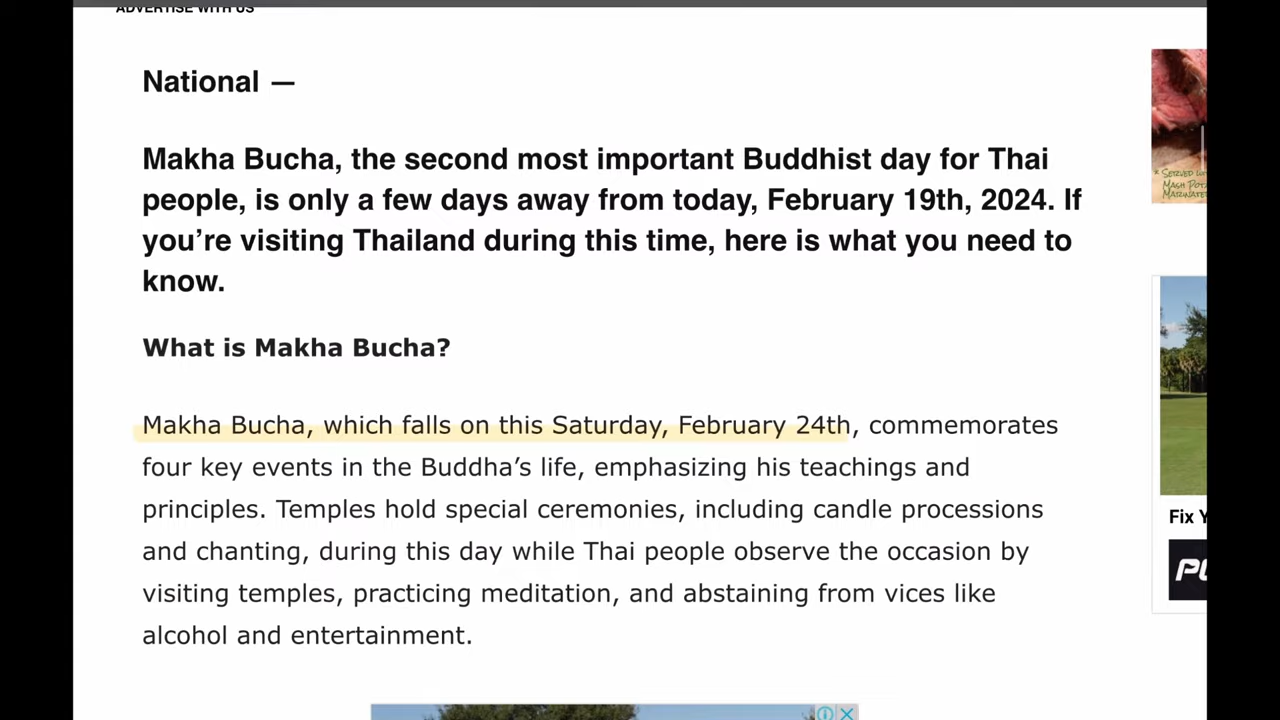 ADVERTISE WITH US
National —
Makha Bucha, the second most important Buddhist day for Thai
people, is only a few days away from today, February 19th, 2024. If
you’re visiting Thailand during this time, here is what you need to
know.
What is Makha Bucha?
Makha Bucha, which falls on this Saturday, February 24th, commemorates
four key events in the Buddha’s life, emphasizing his teachings and
principles. Temples hold special ceremonies, including candle processions
and chanting, during this day while Thai people observe the occasion by
visiting temples, practicing meditation, and abstaining from vices like
alcohol and entertainment.
* Served
Mash
Marinate
Fix Y